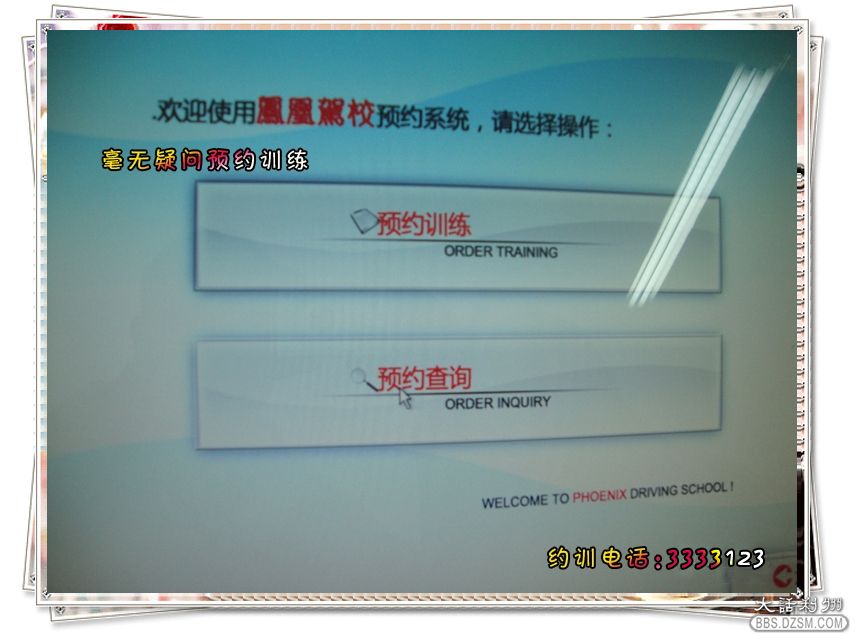 .欢迎使用鳳凰駕校预约系统，请选择操作：
毫无疑问预约训练
预约训练
ORDER TRAINING
预约查询
ORDER INQUIRY
WELCOME TO PHOENIX DRIVING SCHOOL !
约训电话:3333123
大話利辦
BBS.DZSM.COM